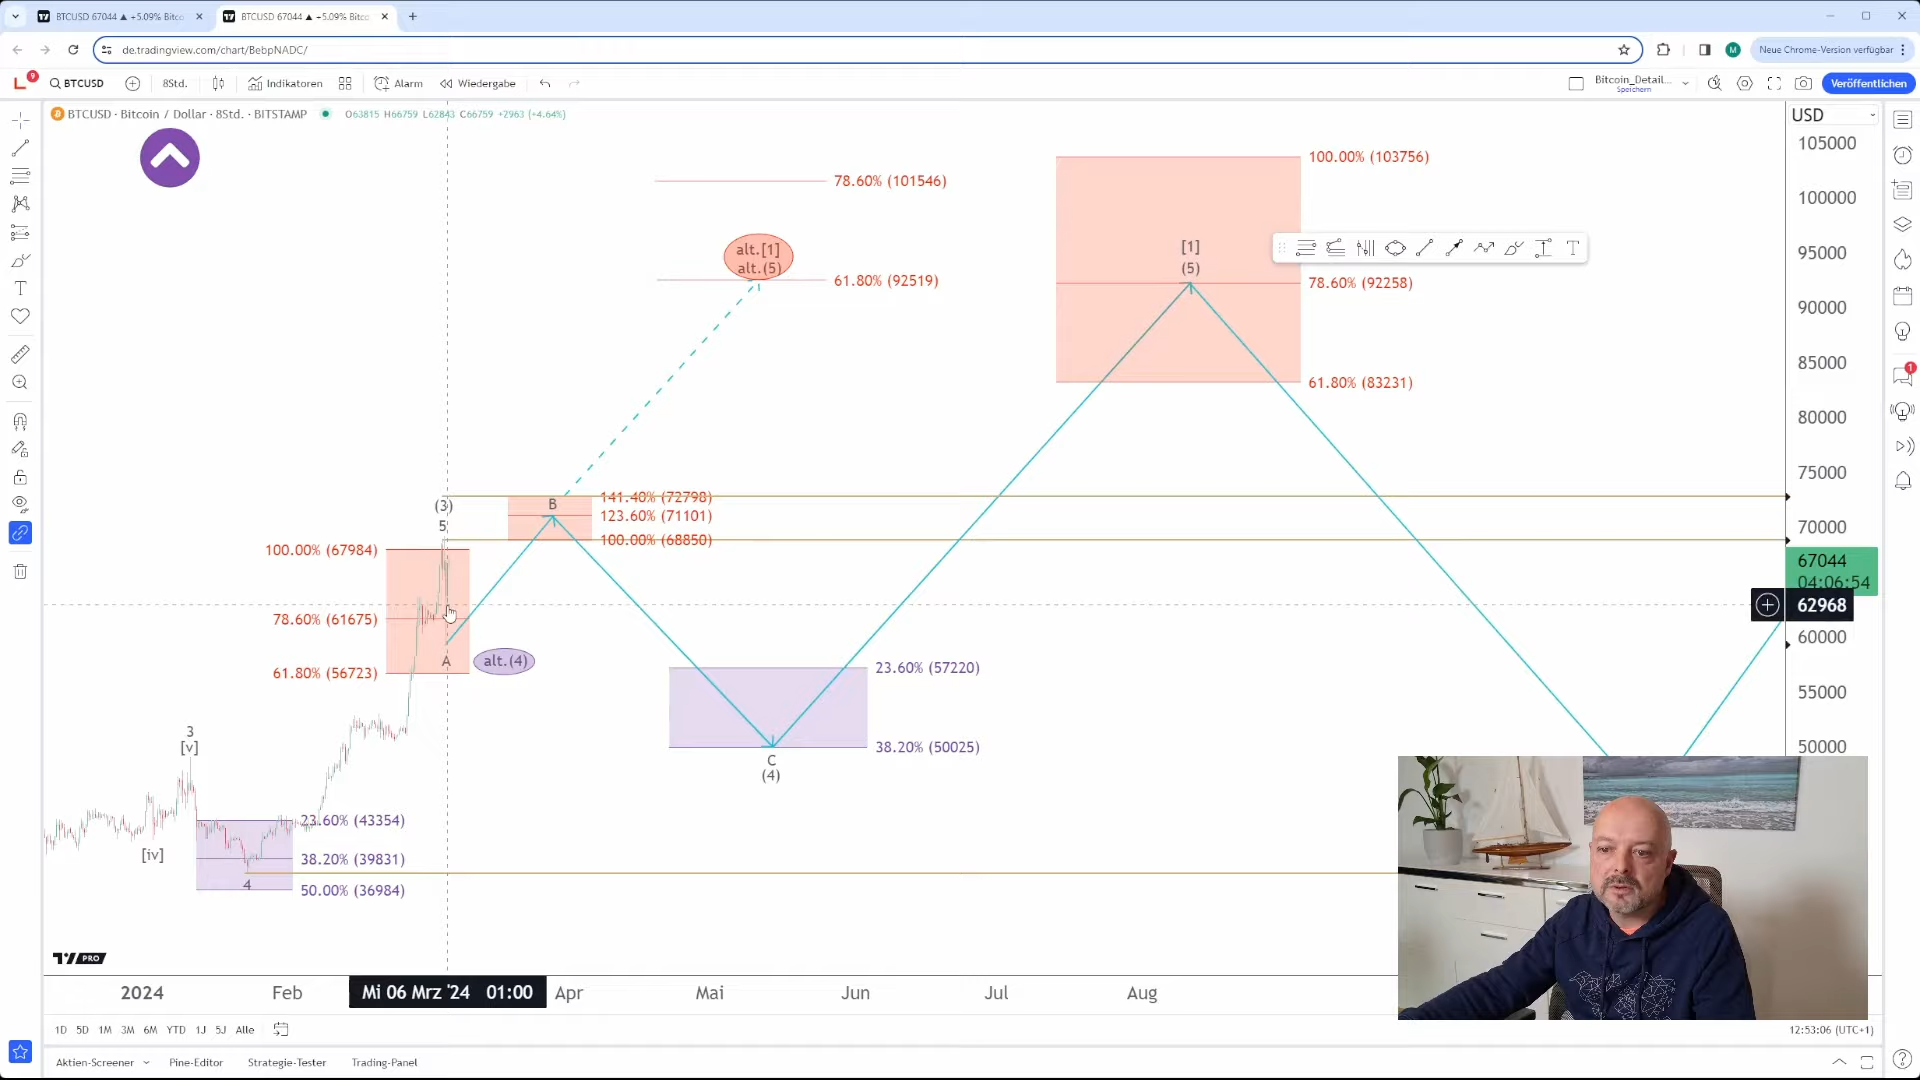 BTCUSD 67044 ▲ +5.09% Bitco
BTCUSD 67044 ▲ +5.09% Bitco
de.tradingview.com/chart/BebpNADC/
M
Neue Chrome-Version verfügbar
9
BTCUSD
8Std.
Indikatoren
Alarm
Wiedergabe
Bitcoin_Detail...
Speichern
Veröffentlichen
BTCUSD · Bitcoin / Dollar · 8Std. · BITSTAMP
O63815 H66759 L62843 C66759 +2963 (+4.64%)
USD
105000
100000
95000
90000
85000
80000
75000
70000
67044
04:06:54
62968
60000
55000
50000
100.00% (103756)
78.60% (101546)
alt.[1]
alt.(5)
61.80% (92519)
[1]
(5)
78.60% (92258)
61.80% (83231)
(3)
5
B
141.40% (72798)
123.60% (71101)
100.00% (68850)
100.00% (67984)
78.60% (61675)
61.80% (56723)
A
alt.(4)
23.60% (57220)
38.20% (50025)
C
(4)
3
[v]
[iv]
23.60% (43354)
38.20% (39831)
4
50.00% (36984)
PRO
2024
Feb
Mi 06 Mrz '24 01:00
Apr
Mai
Jun
Jul
Aug
1D 5D 1M 3M 6M YTD 1J 5J Alle
12:53:06 (UTC+1)
1
Aktien-Screener
Pine-Editor
Strategie-Tester
Trading-Panel